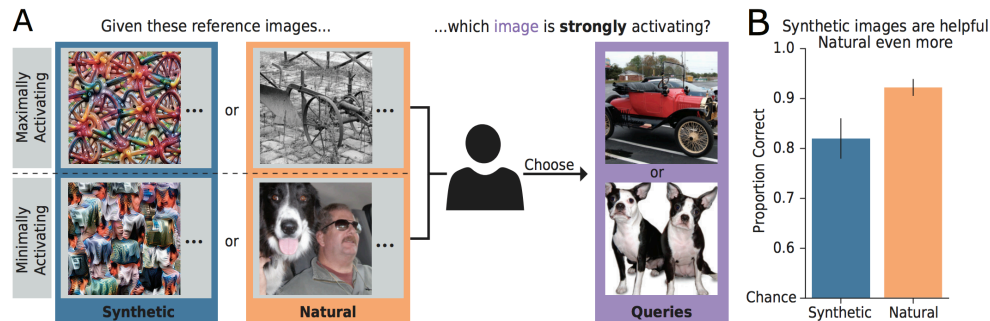 A
Given these reference images...
...which image is strongly activating?
Maximally
Activating
...
or
...
Minimally
Activating
...
or
...
Synthetic
Natural
Choose
or
Queries
B
Synthetic images are helpful
Natural even more
Proportion Correct
1.0
0.9
0.8
0.7
0.6
Chance
Synthetic
Natural